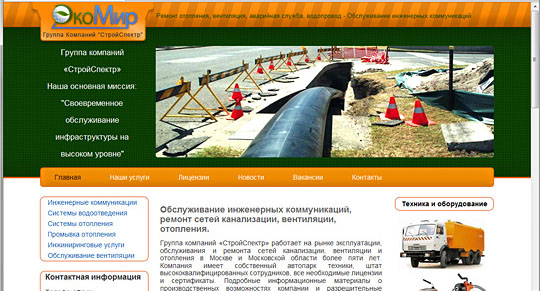 ЭкоМир
Группа Компаний "СтройСпектр"
Ремонт отопления, вентиляция, аварийная служба, водопровод - Обслуживание инженерных коммуникаций
Группа компаний
«СтройСпектр»
Наша основная миссия:
"Своевременное
обслуживание
инфраструктуры на
высоком уровне"
Главная Наши услуги Лицензии Новости Вакансии Контакты
Инженерные коммуникации
Системы водоотведения
Системы отопления
Промывка отопления
Инжиниринговые услуги
Обслуживание вентиляции
Контактная информация
Обслуживание инженерных коммуникаций,
ремонт сетей канализации, вентиляции,
отопления.
Группа компаний «СтройСпектр» работает на рынке эксплуатации,
обслуживания и ремонта сетей канализации, вентиляции и
отопления в Москве и Московской области более пяти лет.
Компания имеет собственный автопарк техники, штат
высококвалифицированных сотрудников, все необходимые лицензии
и сертификаты. Подробные информационные материалы о
производственных возможностях компании и разрешительные
Техника и оборудование